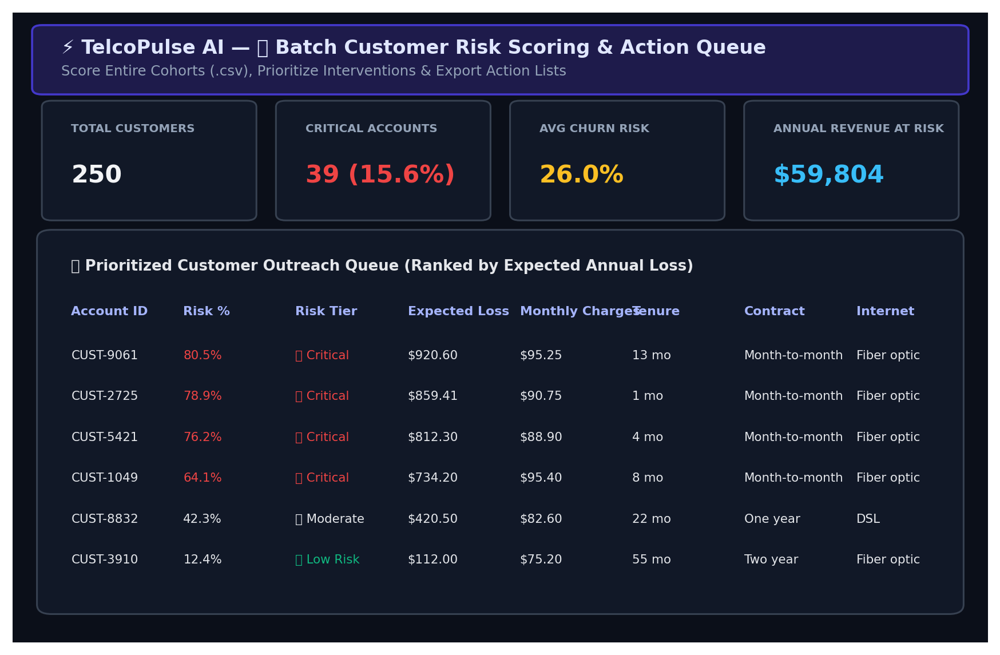 ⚡ TelcoPulse AI — ▯ Batch Customer Risk Scoring & Action Queue
Score Entire Cohorts (.csv), Prioritize Interventions & Export Action Lists
TOTAL CUSTOMERS CRITICAL ACCOUNTS AVG CHURN RISK ANNUAL REVENUE AT RISK
250 39 (15.6%) 26.0% $59,804
▯ Prioritized Customer Outreach Queue (Ranked by Expected Annual Loss)
Account ID Risk % Risk Tier Expected Loss Monthly Charges Tenure Contract Internet
CUST-9061 80.5% ▯ Critical $920.60 $95.25 13 mo Month-to-month Fiber optic
CUST-2725 78.9% ▯ Critical $859.41 $90.75 1 mo Month-to-month Fiber optic
CUST-5421 76.2% ▯ Critical $812.30 $88.90 4 mo Month-to-month Fiber optic
CUST-1049 64.1% ▯ Critical $734.20 $95.40 8 mo Month-to-month Fiber optic
CUST-8832 42.3% ▯ Moderate $420.50 $82.60 22 mo One year DSL
CUST-3910 12.4% ▯ Low Risk $112.00 $75.20 55 mo Two year Fiber optic